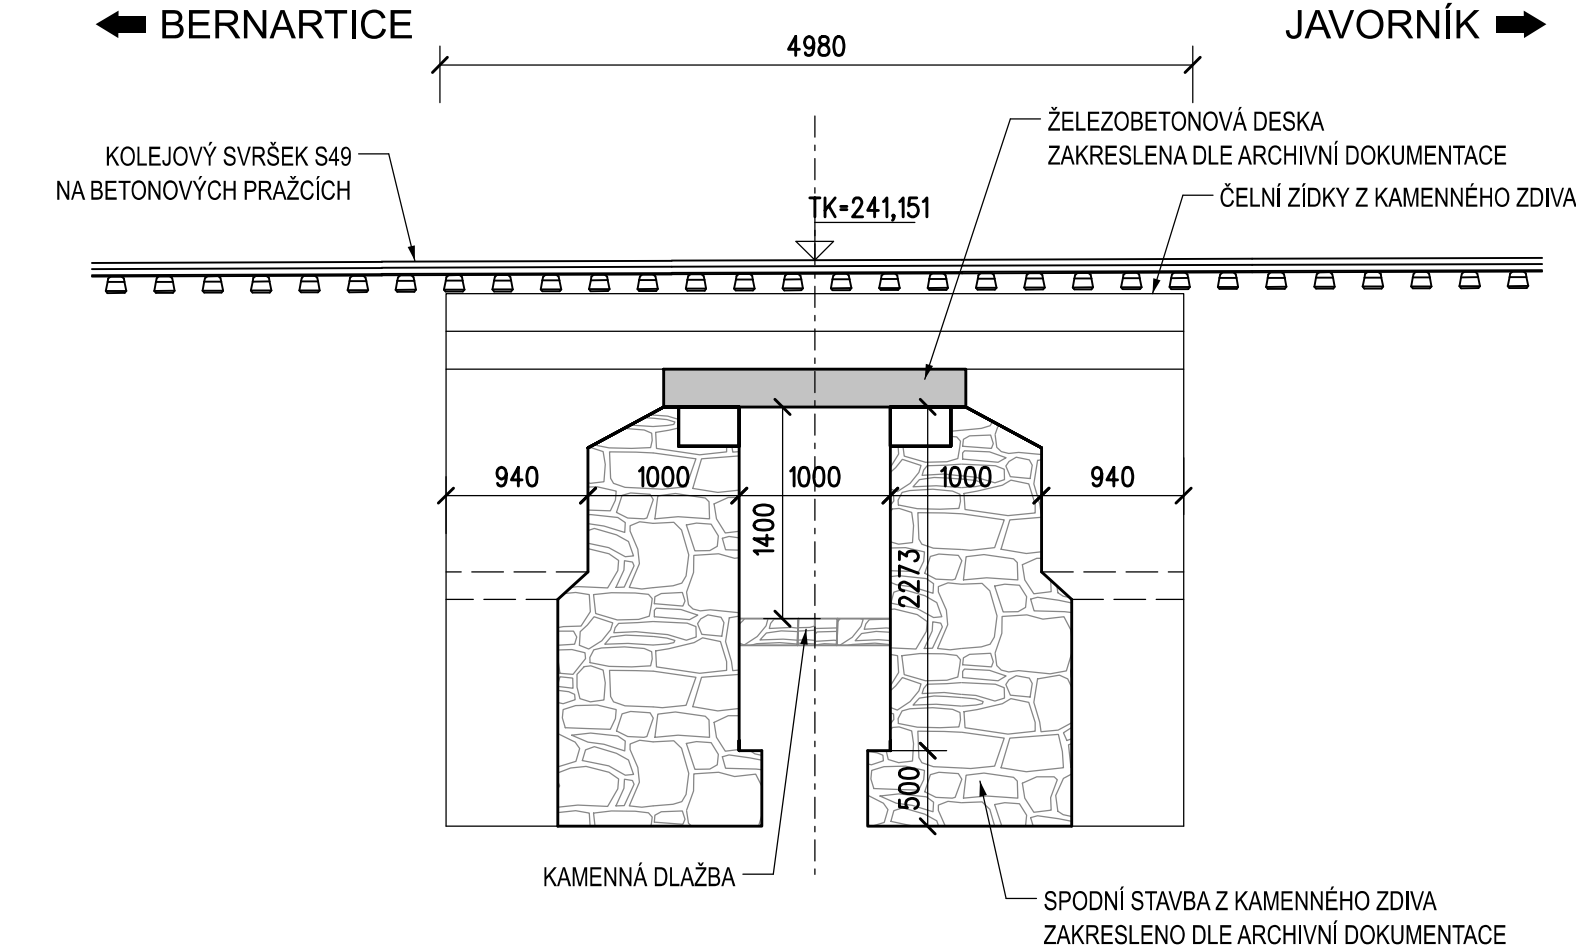 BERNARTICE
JAVORNÍK
4980
ŽELEZOBETONOVÁ DESKA
ZAKRESLENA DLE ARCHIVNÍ DOKUMENTACE
KOLEJOVÝ SVRŠEK S49
NA BETONOVÝCH PRAŽCÍCH
ČELNÍ ZÍDKY Z KAMENNÉHO ZDIVA
TK=241,151
940
1000
1000
1000
940
1400
2273
500
KAMENNÁ DLAŽBA
SPODNÍ STAVBA Z KAMENNÉHO ZDIVA
ZAKRESLENO DLE ARCHIVNÍ DOKUMENTACE